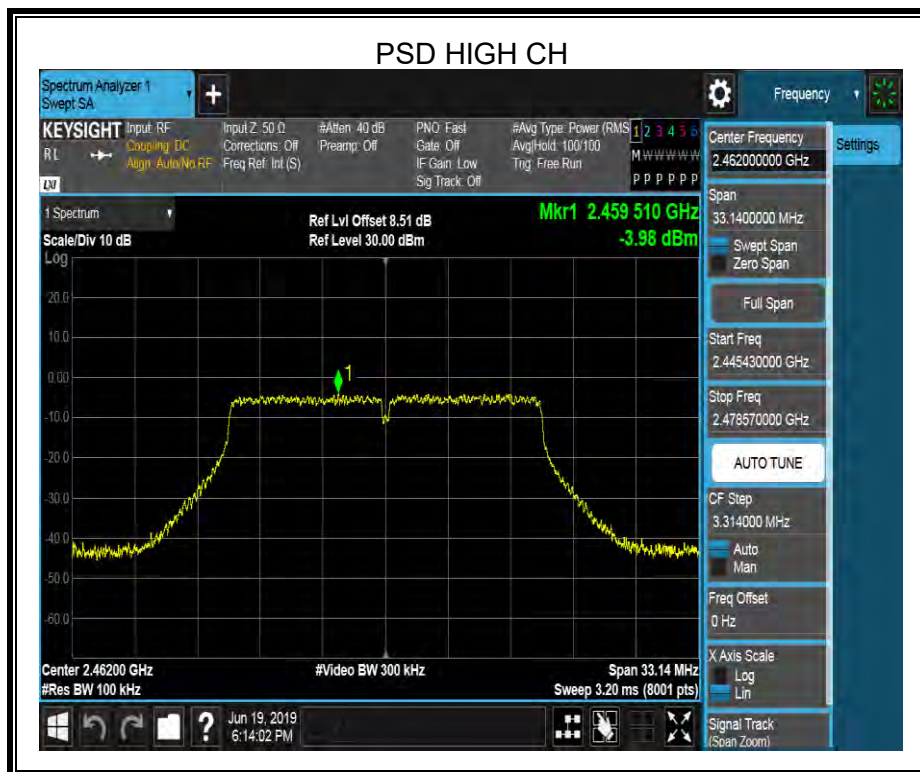 PSD HIGH CH
Spectrum Analyzer 1
Swept SA
+
Frequency
Settings
KEYSIGHT
RL
LXI
Input: RF
Coupling: DC
Align: Auto/No RF
Input Z: 50 Ω
Corrections: Off
Freq Ref: Int (S)
#Atten: 40 dB
Preamp: Off
PNO: Fast
Gate: Off
IF Gain: Low
Sig Track: Off
#Avg Type: Power (RMS
Avg|Hold: 100/100
Trig: Free Run
1 2 3 4 5 6
M W W W W W
P P P P P P
1 Spectrum
Scale/Div 10 dB
Log
Ref Lvl Offset 8.51 dB
Ref Level 30.00 dBm
Mkr1 2.459 510 GHz
-3.98 dBm
20.0
10.0
0.00
-10.0
-20.0
-30.0
-40.0
-50.0
-60.0
1
Center 2.46200 GHz
#Res BW 100 kHz
#Video BW 300 kHz
Span 33.14 MHz
Sweep 3.20 ms (8001 pts)
Center Frequency
2.462000000 GHz
Span
33.1400000 MHz
Swept Span
Zero Span
Full Span
Start Freq
2.445430000 GHz
Stop Freq
2.478570000 GHz
AUTO TUNE
CF Step
3.314000 MHz
Auto
Man
Freq Offset
0 Hz
X Axis Scale
Log
Lin
Signal Track
(Span Zoom)
?
Jun 19, 2019
6:14:02 PM